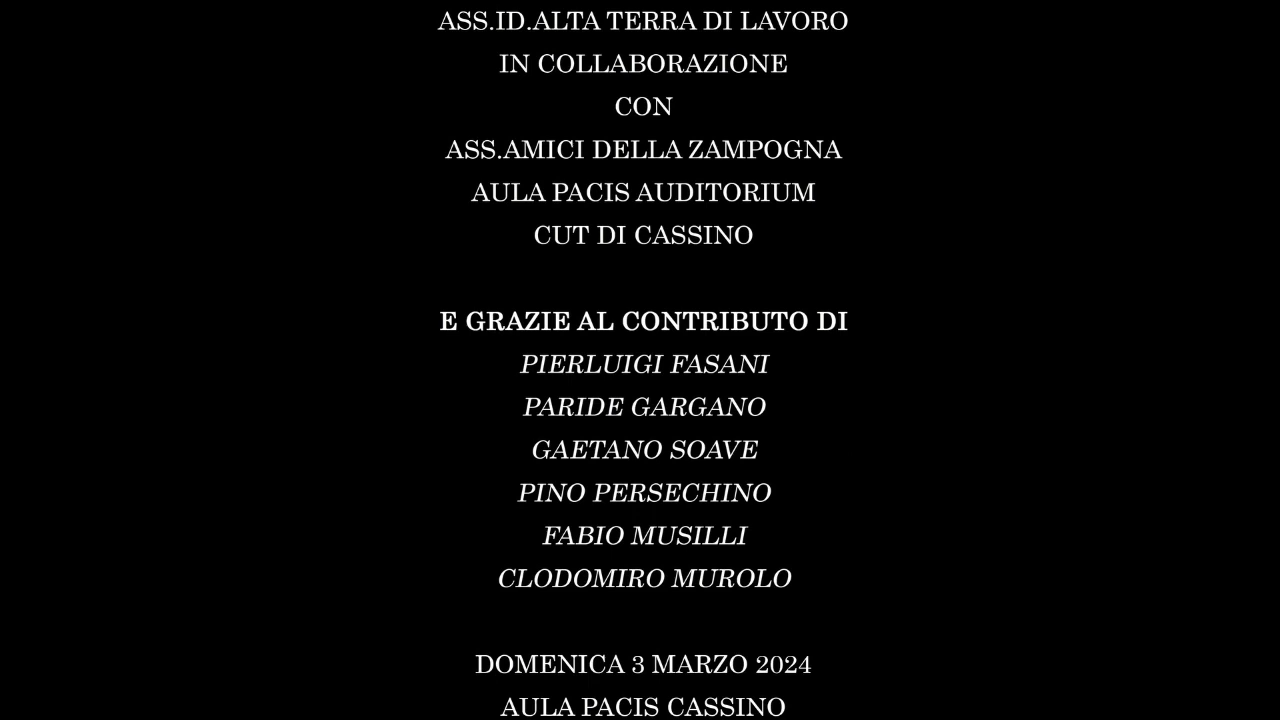 ASS.ID.ALTA TERRA DI LAVORO
IN COLLABORAZIONE
CON
ASS.AMICI DELLA ZAMPOGNA
AULA PACIS AUDITORIUM
CUT DI CASSINO
E GRAZIE AL CONTRIBUTO DI
PIERLUIGI FASANI
PARIDE GARGANO
GAETANO SOAVE
PINO PERSECHINO
FABIO MUSILLI
CLODOMIRO MUROLO
DOMENICA 3 MARZO 2024
AULA PACIS CASSINO